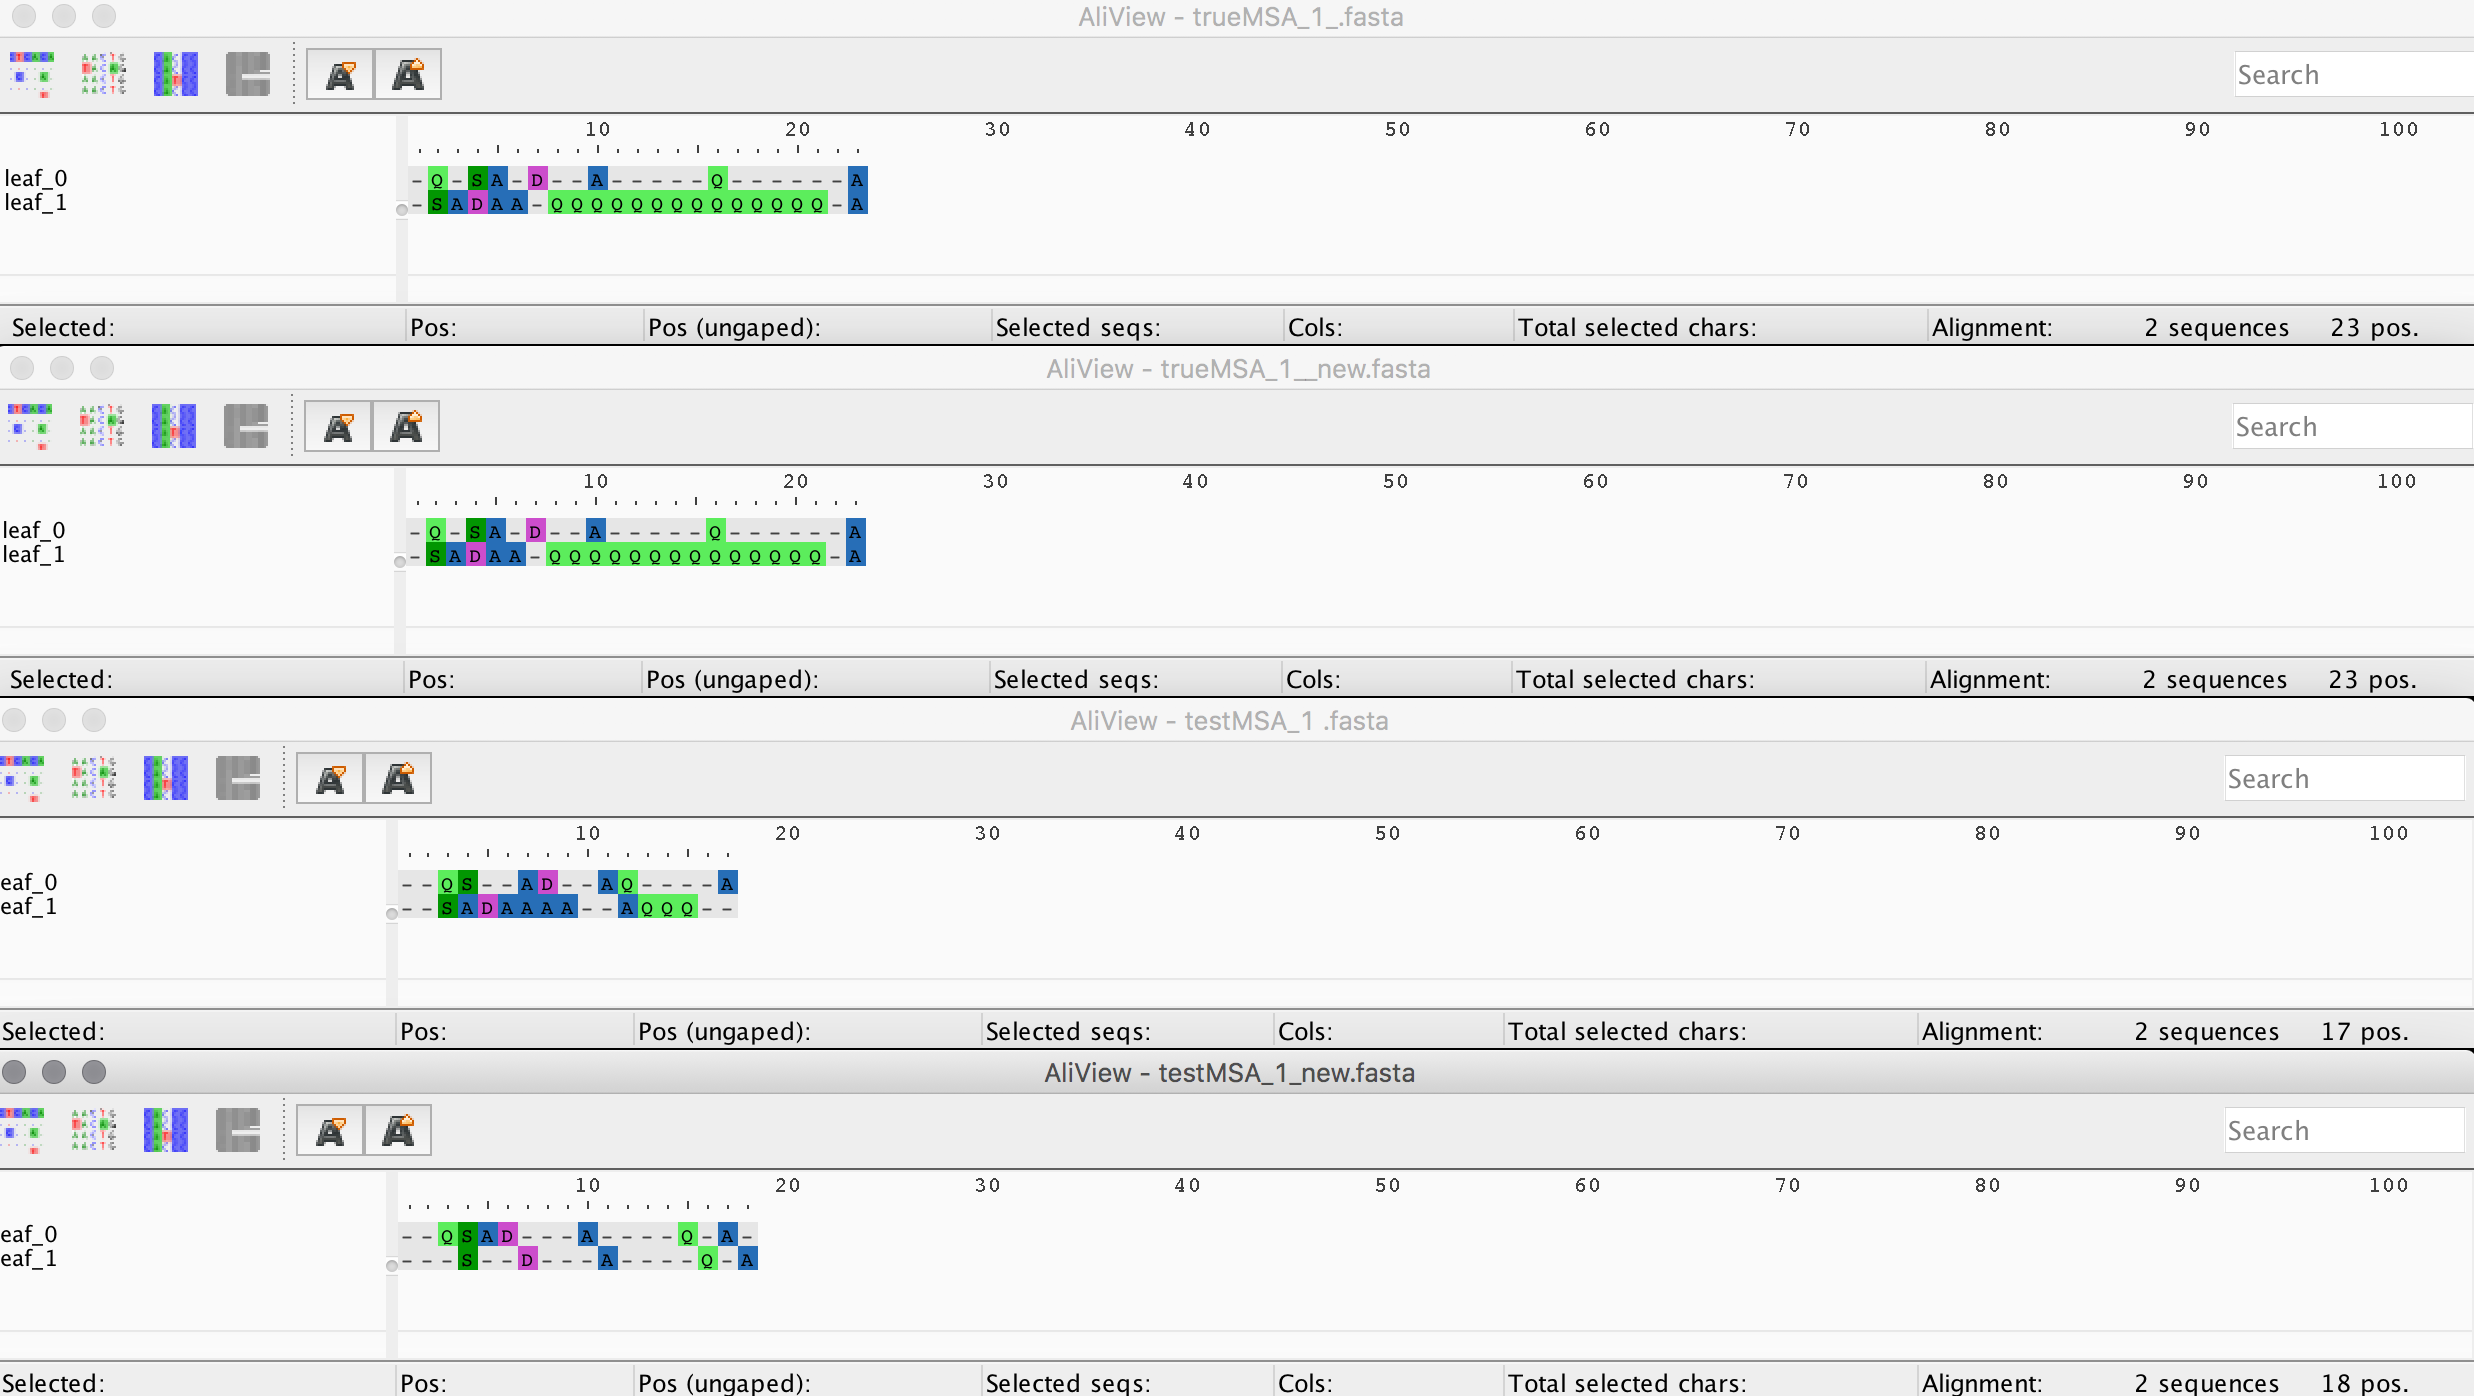 AliView - trueMSA_1_.fasta
Search
10 20 30 40 50 60 70 80 90 100
leaf_0 -Q-SA-D--A-----Q------A
leaf_1 -SADAA-QQQQQQQQQQQQQQ-A
Selected: Pos: Pos (ungaped): Selected seqs: Cols: Total selected chars: Alignment: 2 sequences 23 pos.
AliView - trueMSA_1__new.fasta
Search
10 20 30 40 50 60 70 80 90 100
leaf_0 -Q-SA-D--A-----Q------A
leaf_1 -SADAA-QQQQQQQQQQQQQQ-A
Selected: Pos: Pos (ungaped): Selected seqs: Cols: Total selected chars: Alignment: 2 sequences 23 pos.
AliView - testMSA_1 .fasta
Search
10 20 30 40 50 60 70 80 90 100
eaf_0 --QS--AD--AQ----A
eaf_1 --SADAAAA--AQQQ--
Selected: Pos: Pos (ungaped): Selected seqs: Cols: Total selected chars: Alignment: 2 sequences 17 pos.
AliView - testMSA_1_new.fasta
Search
10 20 30 40 50 60 70 80 90 100
eaf_0 --QSAD---A----Q-A-
eaf_1 ---S--D---A----Q-A
Selected: Pos: Pos (ungaped): Selected seqs: Cols: Total selected chars: Alignment: 2 sequences 18 pos.